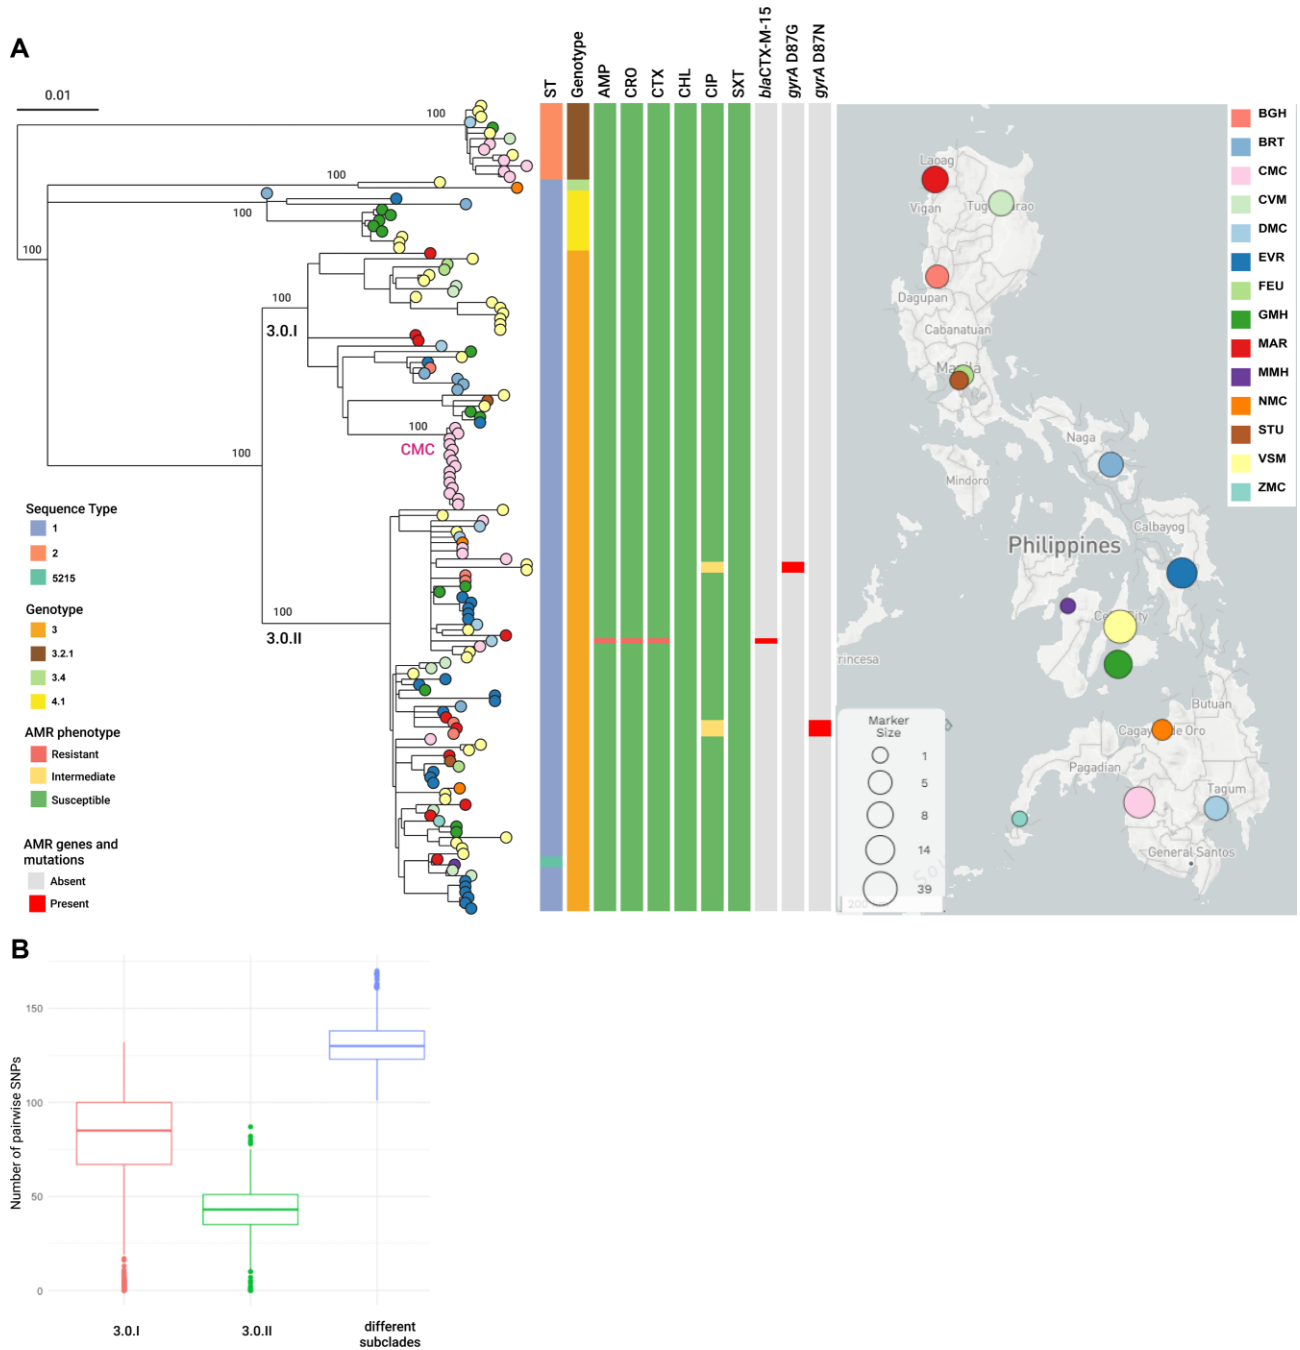 A
0.01
ST
Genotype
AMP
CRO
CTX
CHL
CIP
SXT
blaCTX-M-15
gyrA D87G
gyrA D87N
100
100
100
100
100
3.0.I
100
CMC
100
100
3.0.II
Sequence Type
1
2
5215
Genotype
3
3.2.1
3.4
4.1
AMR phenotype
Resistant
Intermediate
Susceptible
AMR genes and
mutations
Absent
Present
Laoag
Vigan
Dagupan
Cabanatuan
Naga
Mindoro
Calbayog
Philippines
rincesa
Butuan
de Oro
Pagadian
Tagum
General Santos
Marker
Size
1
5
8
14
39
200
BGH
BRT
CMC
CVM
DMC
EVR
FEU
GMH
MAR
MMH
NMC
STU
VSM
ZMC
B
Number of pairwise SNPs
150
100
50
0
3.0.I
3.0.II
different
subclades